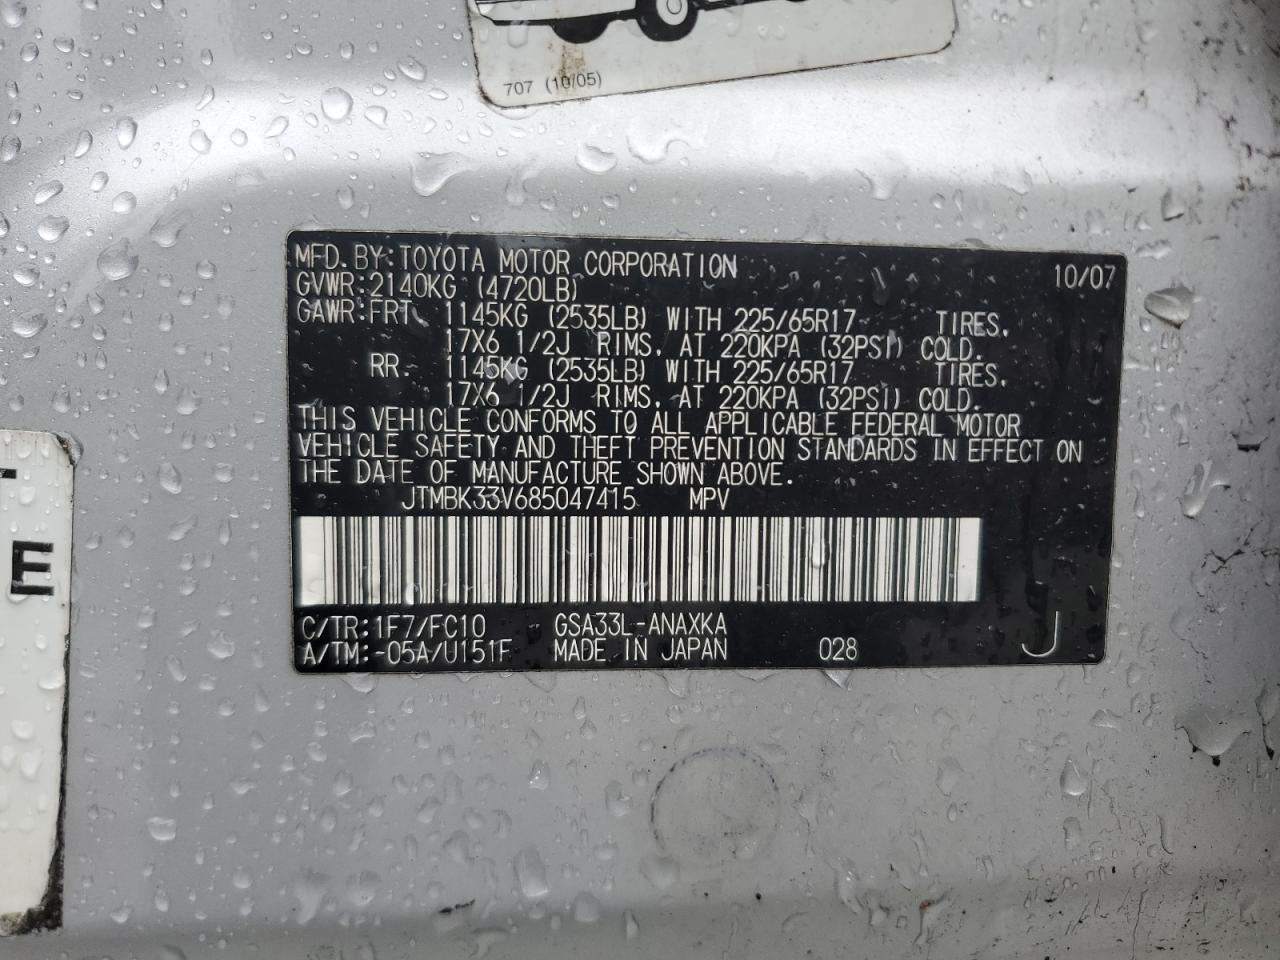 707 (10/05)
MFD. BY: TOYOTA MOTOR CORPORATION 10/07
GVWR: 2140KG (4720LB)
GAWR: FRT. 1145KG (2535LB) WITH 225/65R17 TIRES,
17X6 1/2J RIMS, AT 220KPA (32PSI) COLD.
RR. 1145KG (2535LB) WITH 225/65R17 TIRES,
17X6 1/2J RIMS, AT 220KPA (32PSI) COLD.
THIS VEHICLE CONFORMS TO ALL APPLICABLE FEDERAL MOTOR
VEHICLE SAFETY AND THEFT PREVENTION STANDARDS IN EFFECT ON
THE DATE OF MANUFACTURE SHOWN ABOVE.
JTMBK33V685047415 MPV
C/TR: 1F7/FC10 GSA33L-ANAXKA
A/TM: -05A/U151F MADE IN JAPAN 028 J
E